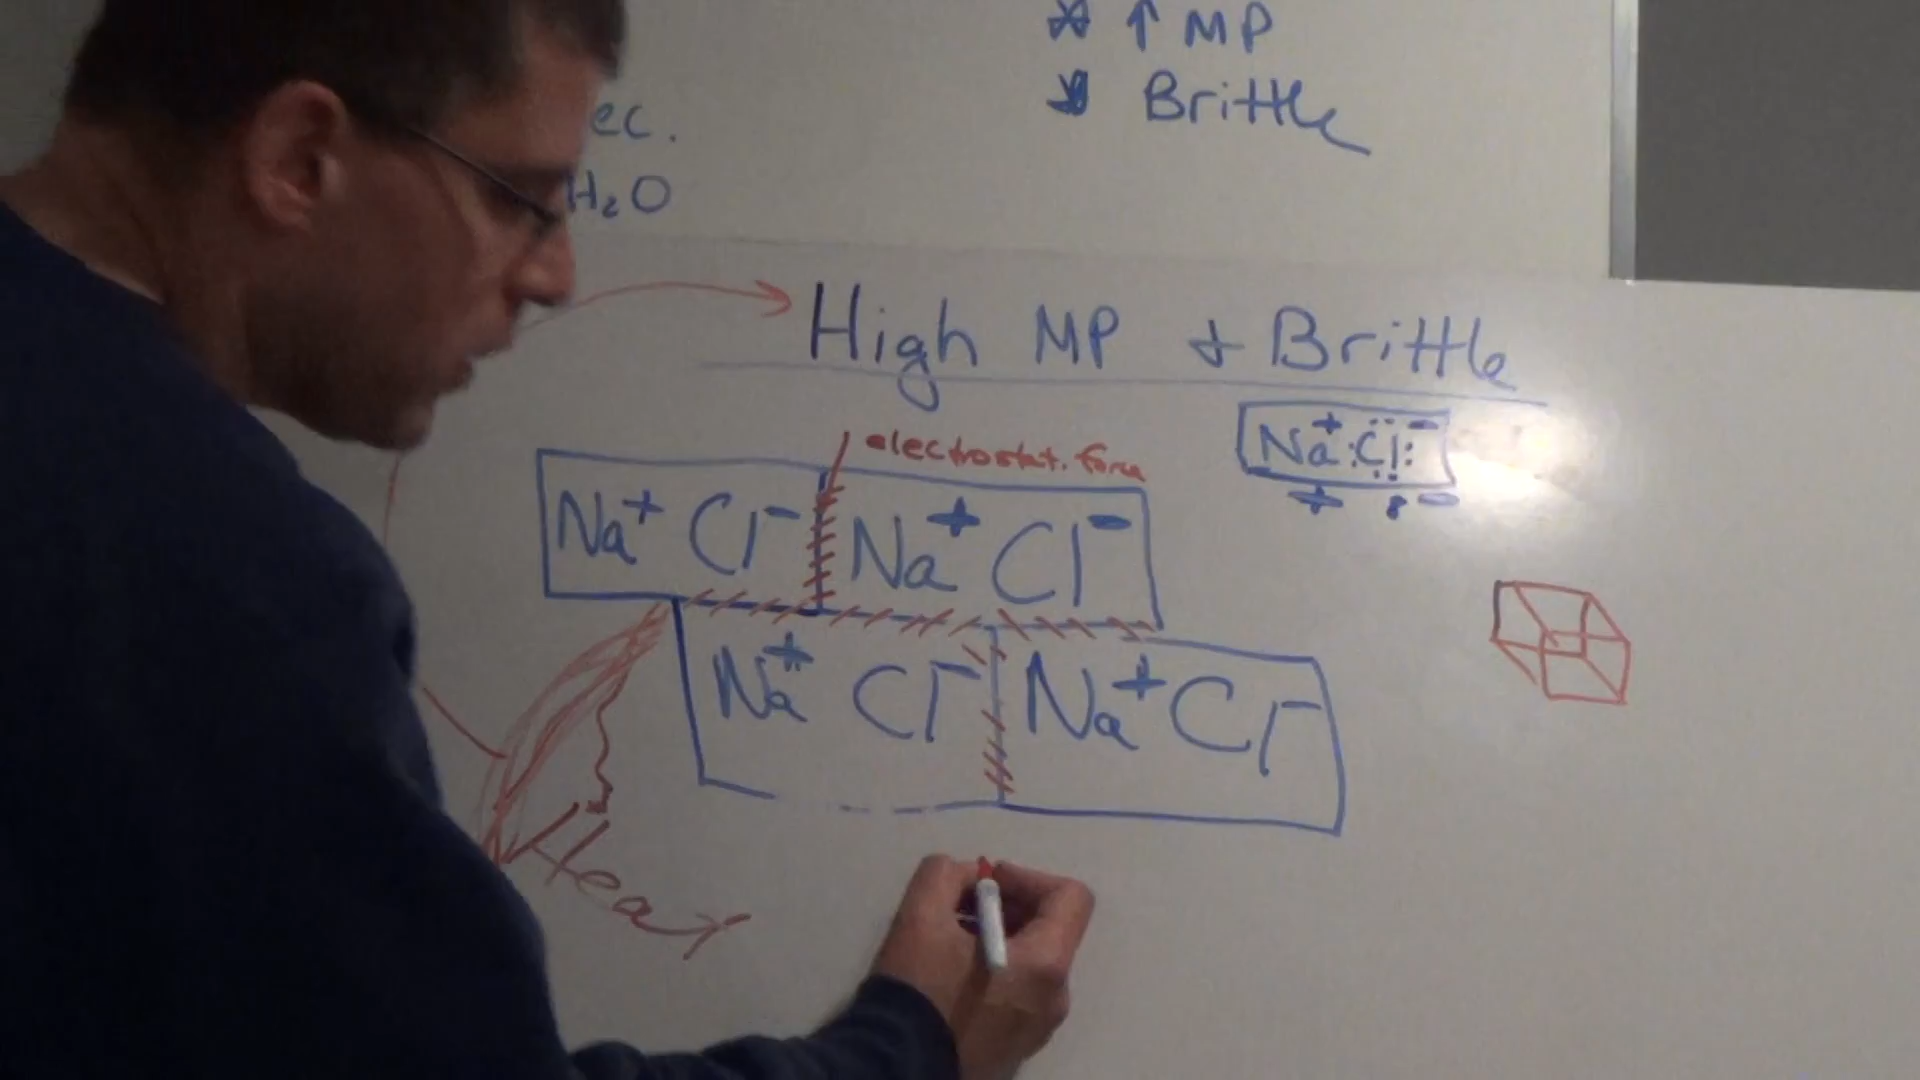 ↑ MP
Brittle
ec.
H₂O
High MP + Brittle
Na⁺ :Cl:⁻
+ 8 -
electrostat. force
Na⁺ Cl⁻ Na⁺ Cl⁻
Na⁺ Cl⁻ Na⁺ Cl⁻
Heat